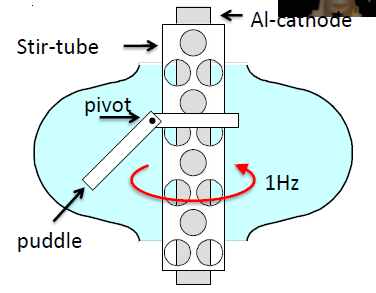 Al-cathode
Stir-tube
pivot
1Hz
puddle